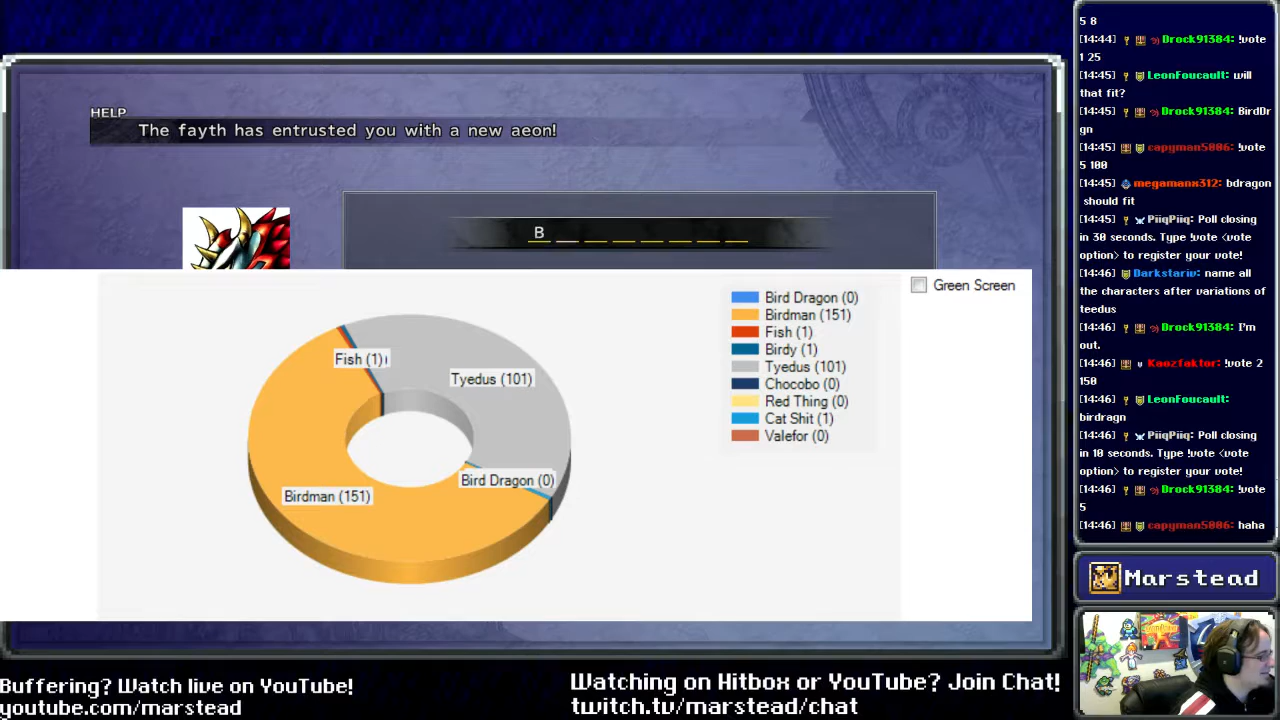 HELP
The fayth has entrusted you with a new aeon!
B
Green Screen
Bird Dragon (0)
Birdman (151)
Fish (1)
Birdy (1)
Tyedus (101)
Chocobo (0)
Red Thing (0)
Cat Shit (1)
Valefor (0)
Fish (1)
Tyedus (101)
Bird Dragon (0)
Birdman (151)
5 8
[14:44] Drock91384: !vote
1 25
[14:45] LeonFoucault: will
that fit?
[14:45] Drock91384: BirdDr
gn
[14:45] capyman5006: !vote
5 100
[14:45] megamanx312: bdragon
should fit
[14:45] PiiqPiiq: Poll closing
in 30 seconds. Type !vote <vote
option> to register your vote!
[14:46] Darkstariv: name all
the characters after variations of
teedus
[14:46] Drock91384: I'm
out.
[14:46] Kaozfaktor: !vote 2
150
[14:46] LeonFoucault:
birdragn
[14:46] PiiqPiiq: Poll closing
in 10 seconds. Type !vote <vote
option> to register your vote!
[14:46] Drock91384: !vote
5
[14:46] capyman5006: haha
Marstead
Buffering? Watch live on YouTube!
youtube.com/marstead
Watching on Hitbox or YouTube? Join Chat!
twitch.tv/marstead/chat